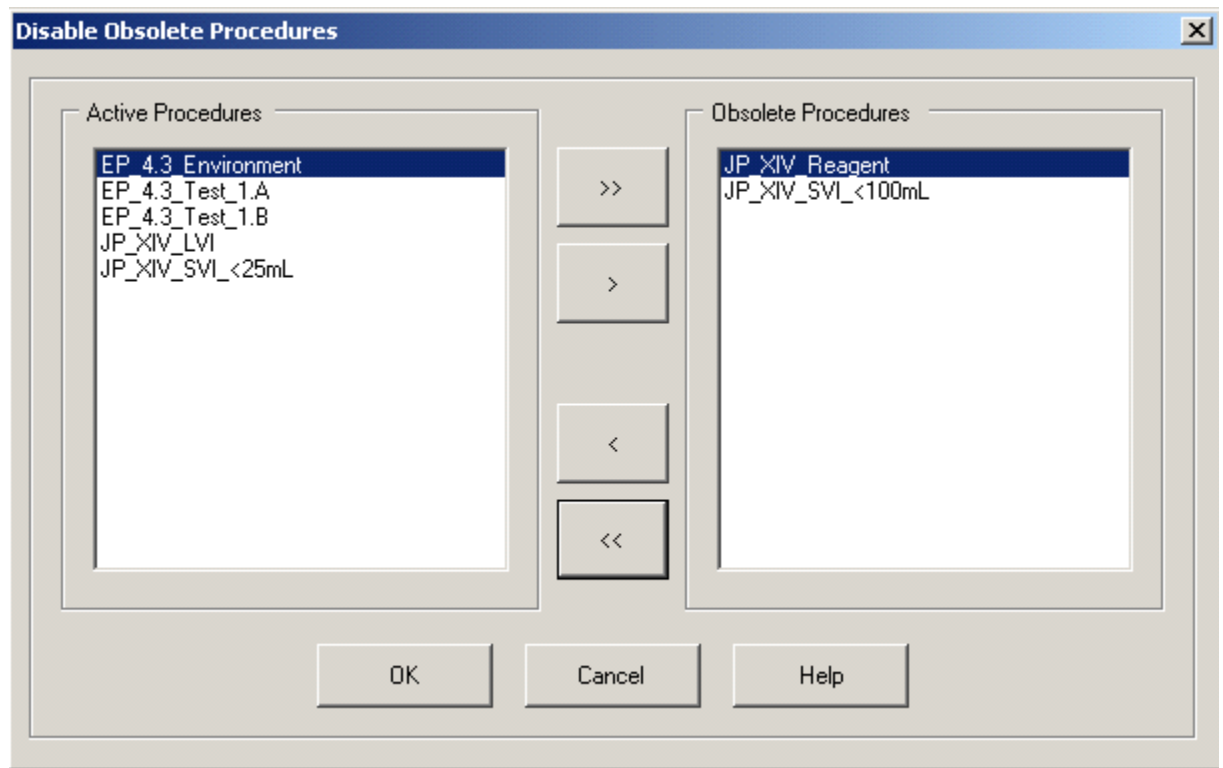 Disable Obsolete Procedures
Active Procedures
EP_4.3_Environment
EP_4.3_Test_1.A
EP_4.3_Test_1.B
JP_XIV_LVI
JP_XIV_SVI_<25mL
>>
>
<
<<
Obsolete Procedures
JP_XIV_Reagent
JP_XIV_SVI_<100mL
OK
Cancel
Help